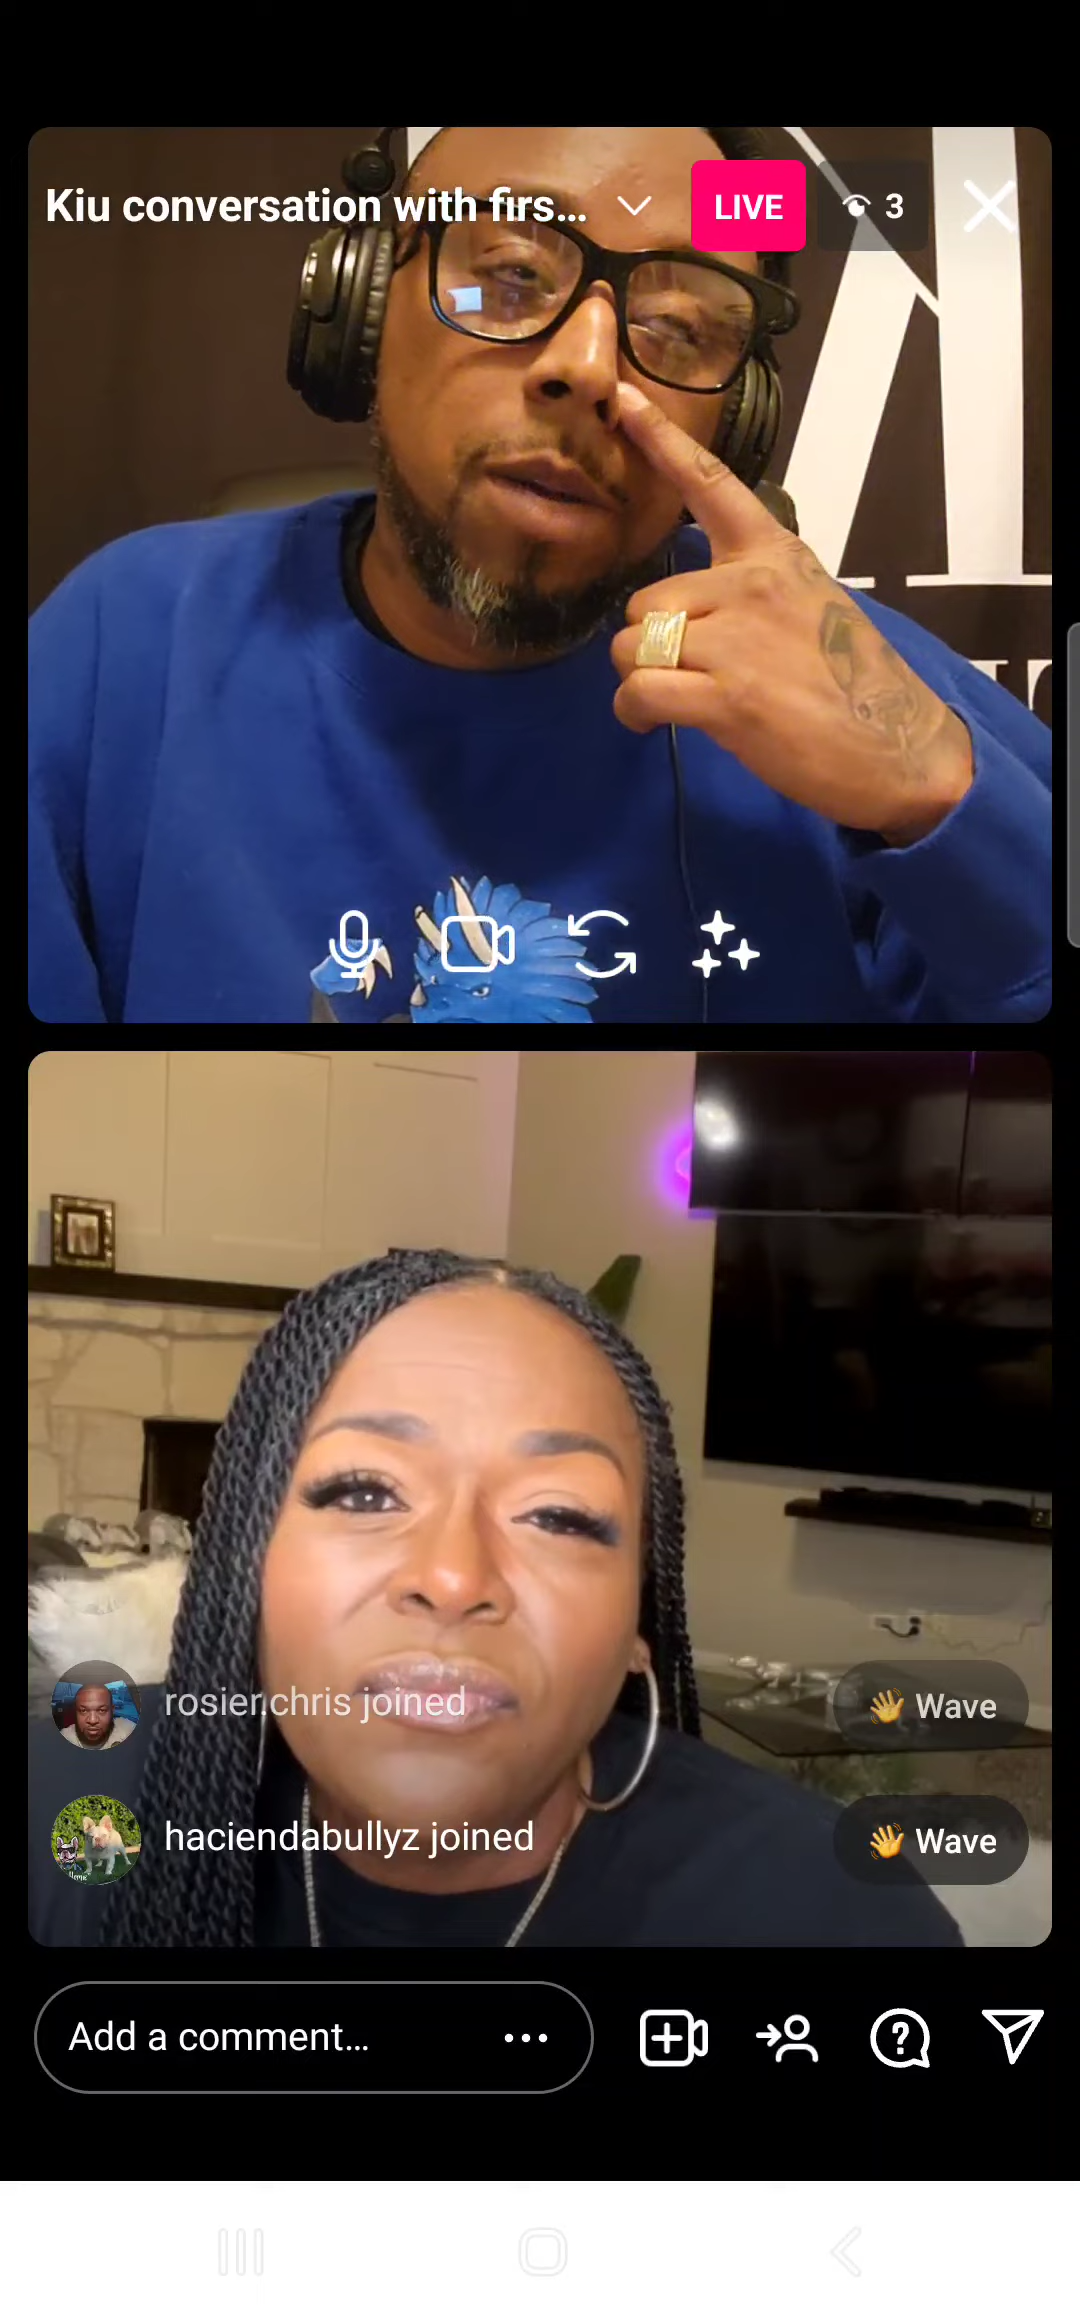 Kiu conversation with firs...
LIVE
3
rosier.chris joined
Wave
haciendabullyz joined
Wave
Add a comment...